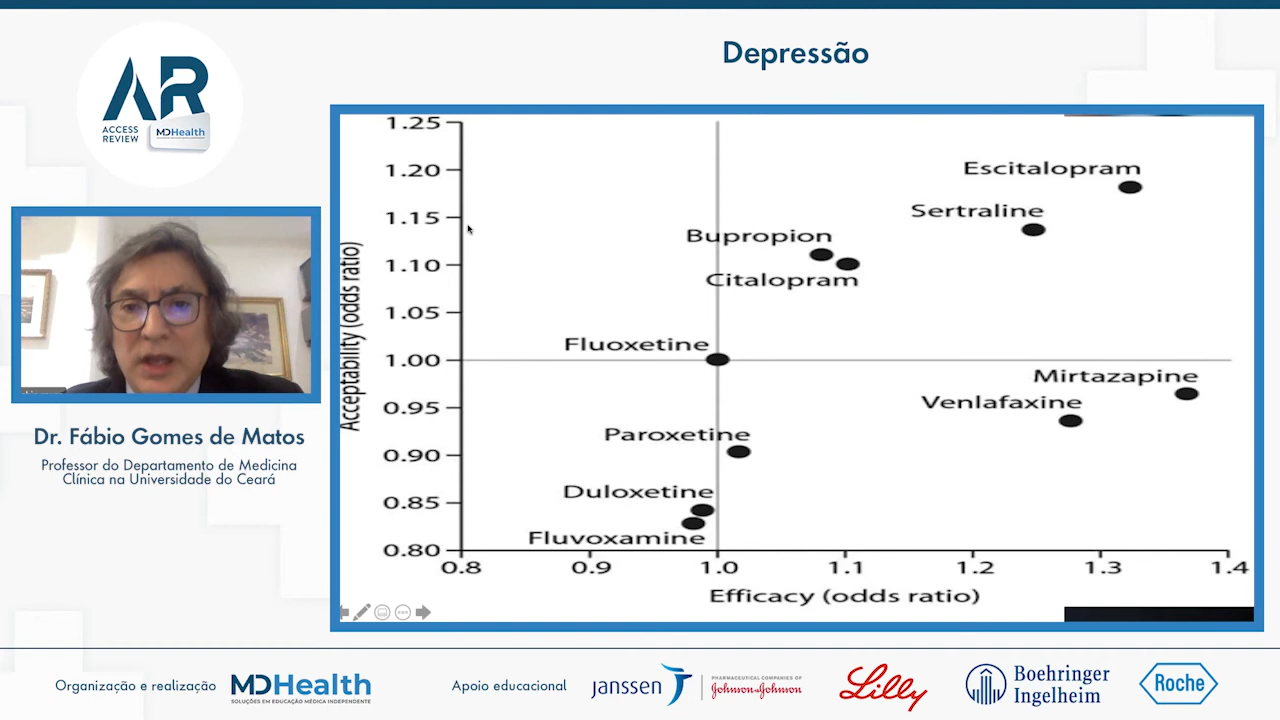 AR
ACCESS
REVIEW
MDHealth
Depressão
Dr. Fábio Gomes de Matos
Professor do Departamento de Medicina
Clínica na Universidade do Ceará
Acceptability (odds ratio)
1.25
1.20
1.15
1.10
1.05
1.00
0.95
0.90
0.85
0.80
Escitalopram
Sertraline
Bupropion
Citalopram
Fluoxetine
Mirtazapine
Venlafaxine
Paroxetine
Duloxetine
Fluvoxamine
0.8 0.9 1.0 1.1 1.2 1.3 1.4
Efficacy (odds ratio)
Organização e realização
MDHealth
SOLUÇÕES EM EDUCAÇÃO MÉDICA INDEPENDENTE
Apoio educacional
janssen
PHARMACEUTICAL COMPANIES OF
Johnson & Johnson
Lilly
Boehringer
Ingelheim
Roche